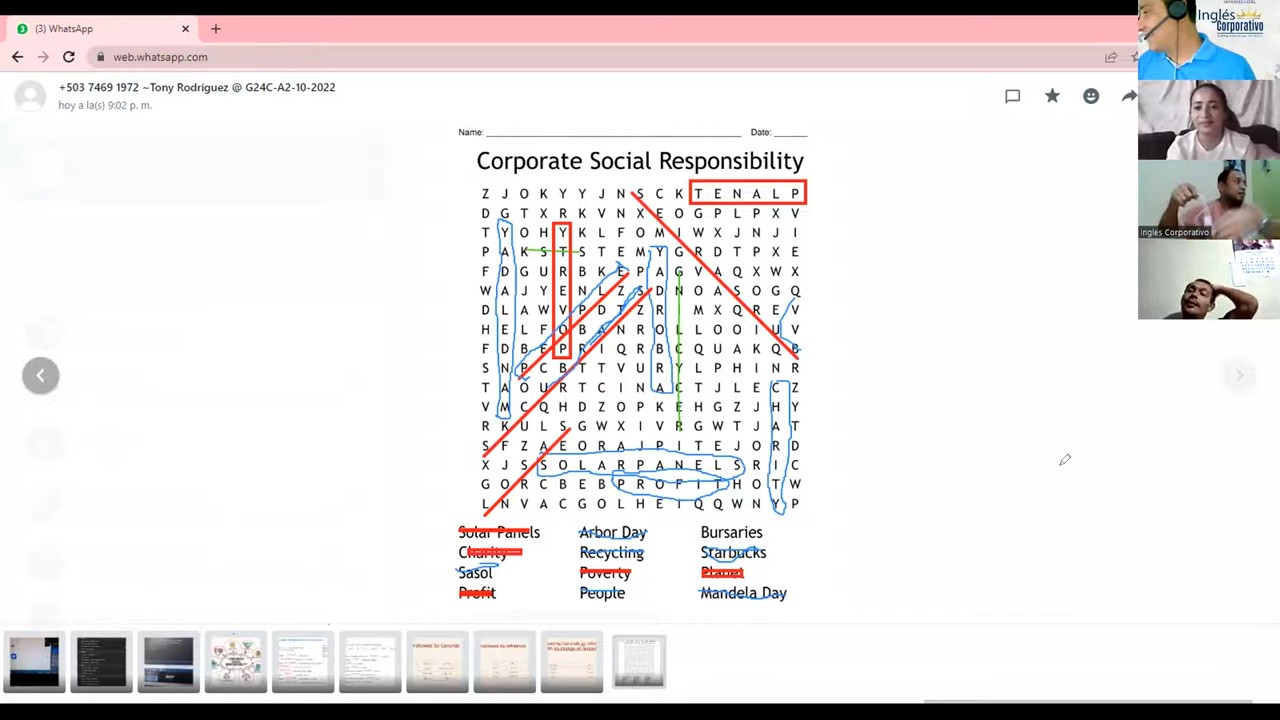 (3) WhatsApp
web.whatsapp.com
+503 7469 1972 ~Tony Rodriguez @ G24C-A2-10-2022
hoy a la(s) 9:02 p. m.
Inglés
Corporativo
Inglés Corporativo
Name: Date:
Corporate Social Responsibility
Z J O K Y Y J N S C K T E N A L P
D G T X R K V N X E O G P L P X V
T Y O H Y K L F O M I W X J N J I
P A K S T S T E M Y G R D T P X E
F D G U R B K E P A G V A Q X W X
W A J Y E N L Z S D N O A S O G Q
D L A W V P D T Z R M X Q R E V
H E L F O B A N R O L L O O I U V
F D B E P R I Q R B C Q U A K Q B
S N P C B T T V U R Y L P H I N R
T A O U R T C I N A C T J L E C Z
V M C Q H D Z O P K E H G Z J H Y
R K U L S G W X I V R G W T J A T
S F Z A E O R A J P I T E J O R D
X J S S O L A R P A N E L S R I C
G O R C B E B P R O F I T H O T W
L N V A C G O L H E I Q Q W N Y P
Solar Panels Arbor Day Bursaries
Charity Recycling Starbucks
Sasol Poverty Planet
Profit People Mandela Day